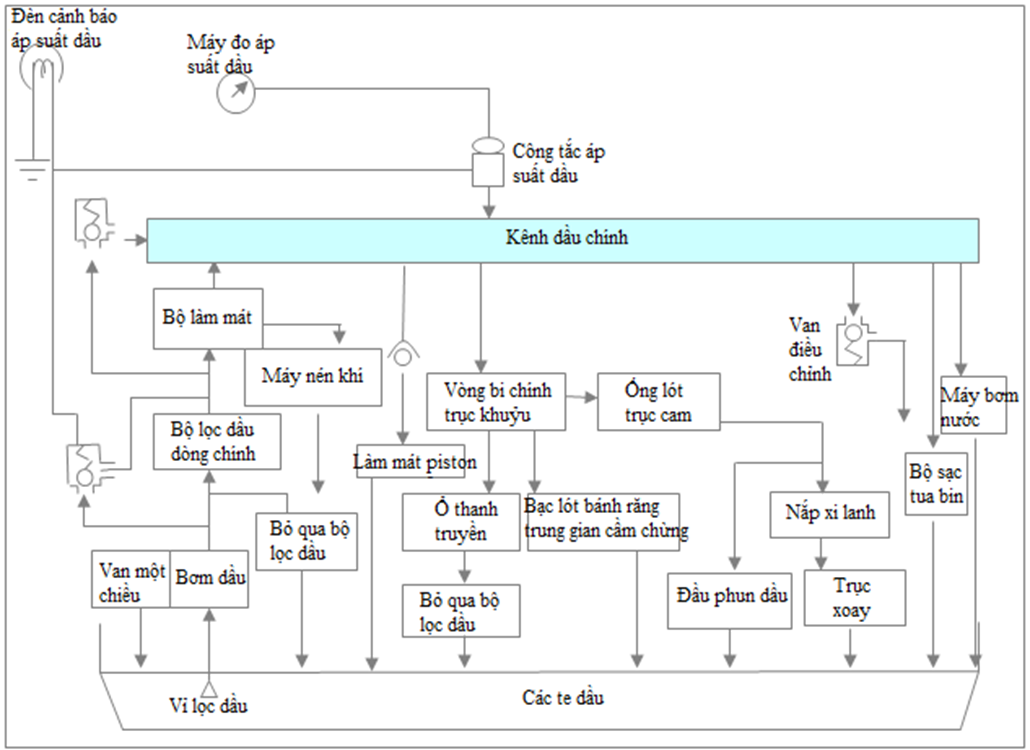 Đèn cảnh báo
áp suất dầu
Máy đo áp
suất dầu
Công tắc áp
suất dầu
Kênh dầu chính
Bộ làm mát
Máy nén khí
Van
điều
chỉnh
Vòng bi chính
trục khuỷu
Ống lót
trục cam
Máy bơm
nước
Bộ lọc dầu
dòng chính
Làm mát piston
Bộ sạc
tua bin
Ổ thanh
truyền
Bạc lót bánh răng
trung gian cầm chừng
Nắp xi lanh
Bỏ qua bộ
lọc dầu
Van một
chiều
Bơm dầu
Bỏ qua bộ
lọc dầu
Đầu phun dầu
Trục
xoay
Vỉ lọc dầu
Các te dầu